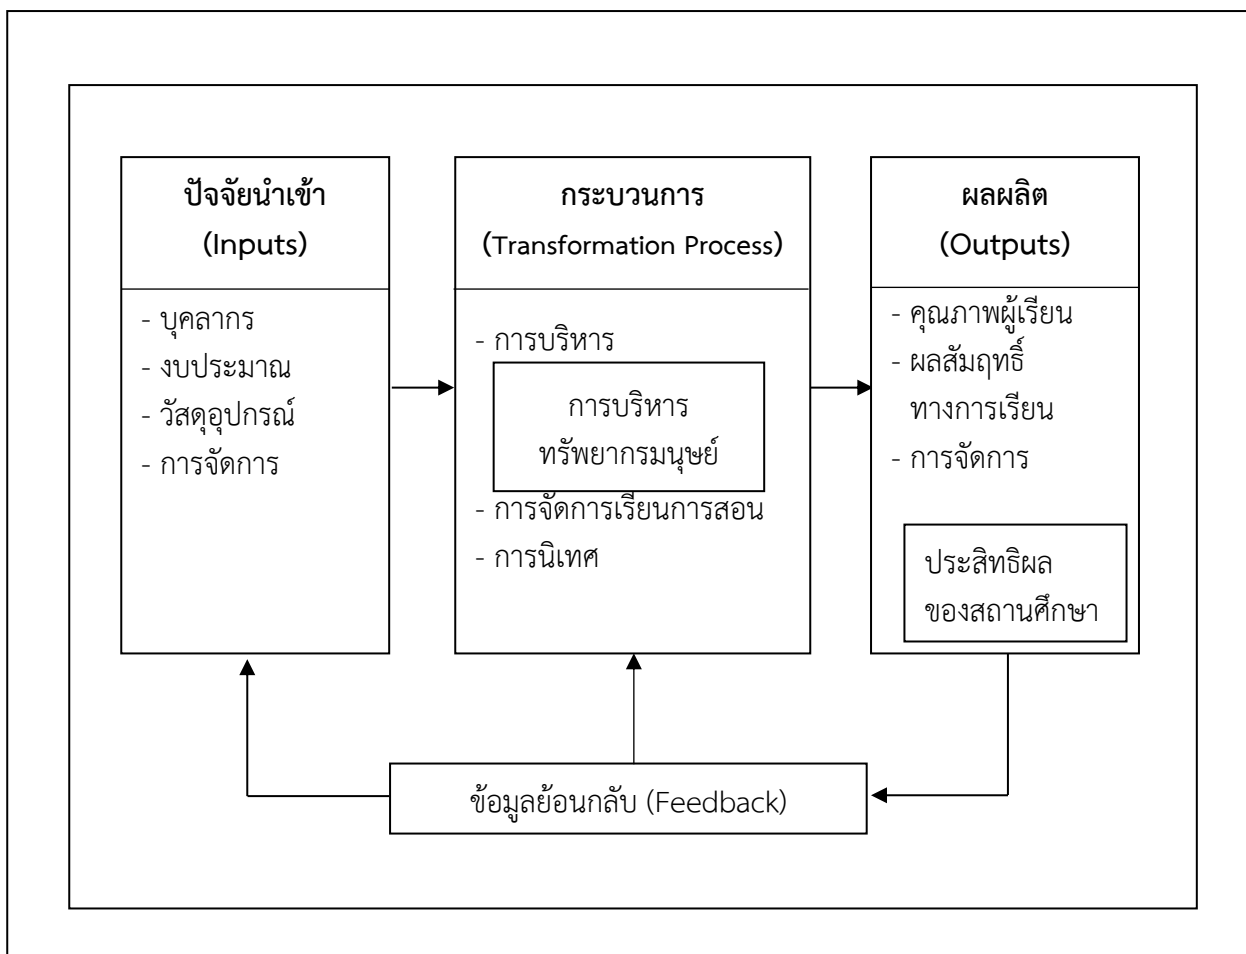 ปัจจัยนำเข้า
(Inputs)
- บุคลากร
- งบประมาณ
- วัสดุอุปกรณ์
- การจัดการ
กระบวนการ
(Transformation Process)
- การบริหาร
การบริหาร
ทรัพยากรมนุษย์
- การจัดการเรียนการสอน
- การนิเทศ
ผลผลิต
(Outputs)
- คุณภาพผู้เรียน
- ผลสัมฤทธิ์
ทางการเรียน
- การจัดการ
ประสิทธิผล
ของสถานศึกษา
ข้อมูลย้อนกลับ (Feedback)